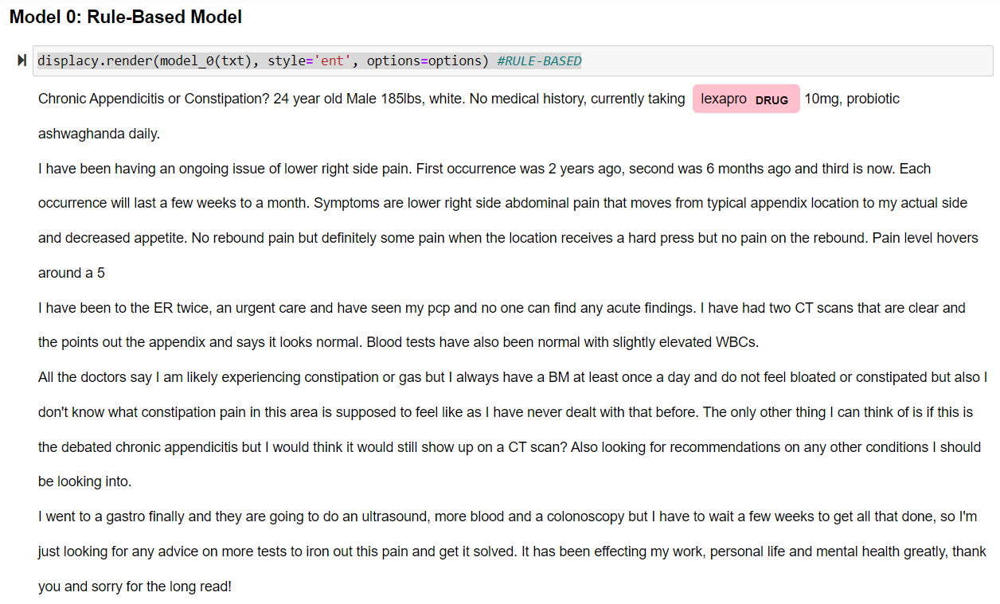 Model 0: Rule-Based Model
displacy.render(model_0(txt), style='ent', options=options) #RULE-BASED
Chronic Appendicitis or Constipation? 24 year old Male 185lbs, white. No medical history, currently taking lexapro DRUG 10mg, probiotic
ashwaghanda daily.
I have been having an ongoing issue of lower right side pain. First occurrence was 2 years ago, second was 6 months ago and third is now. Each
occurrence will last a few weeks to a month. Symptoms are lower right side abdominal pain that moves from typical appendix location to my actual side
and decreased appetite. No rebound pain but definitely some pain when the location receives a hard press but no pain on the rebound. Pain level hovers
around a 5
I have been to the ER twice, an urgent care and have seen my pcp and no one can find any acute findings. I have had two CT scans that are clear and
the points out the appendix and says it looks normal. Blood tests have also been normal with slightly elevated WBCs.
All the doctors say I am likely experiencing constipation or gas but I always have a BM at least once a day and do not feel bloated or constipated but also I
don't know what constipation pain in this area is supposed to feel like as I have never dealt with that before. The only other thing I can think of is if this is
the debated chronic appendicitis but I would think it would still show up on a CT scan? Also looking for recommendations on any other conditions I should
be looking into.
I went to a gastro finally and they are going to do an ultrasound, more blood and a colonoscopy but I have to wait a few weeks to get all that done, so I'm
just looking for any advice on more tests to iron out this pain and get it solved. It has been effecting my work, personal life and mental health greatly, thank
you and sorry for the long read!